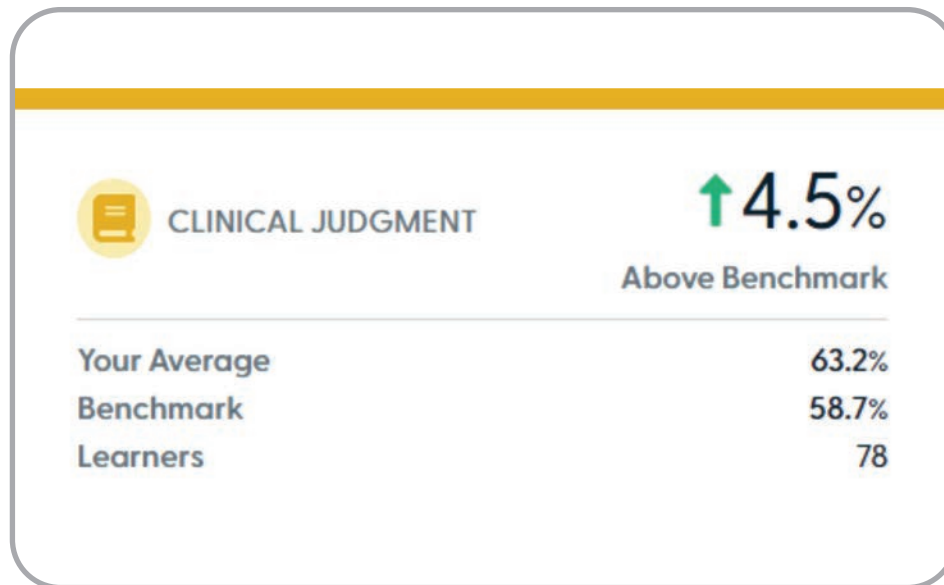 CLINICAL JUDGMENT
4.5%
Above Benchmark
Your Average 63.2%
Benchmark 58.7%
Learners 78